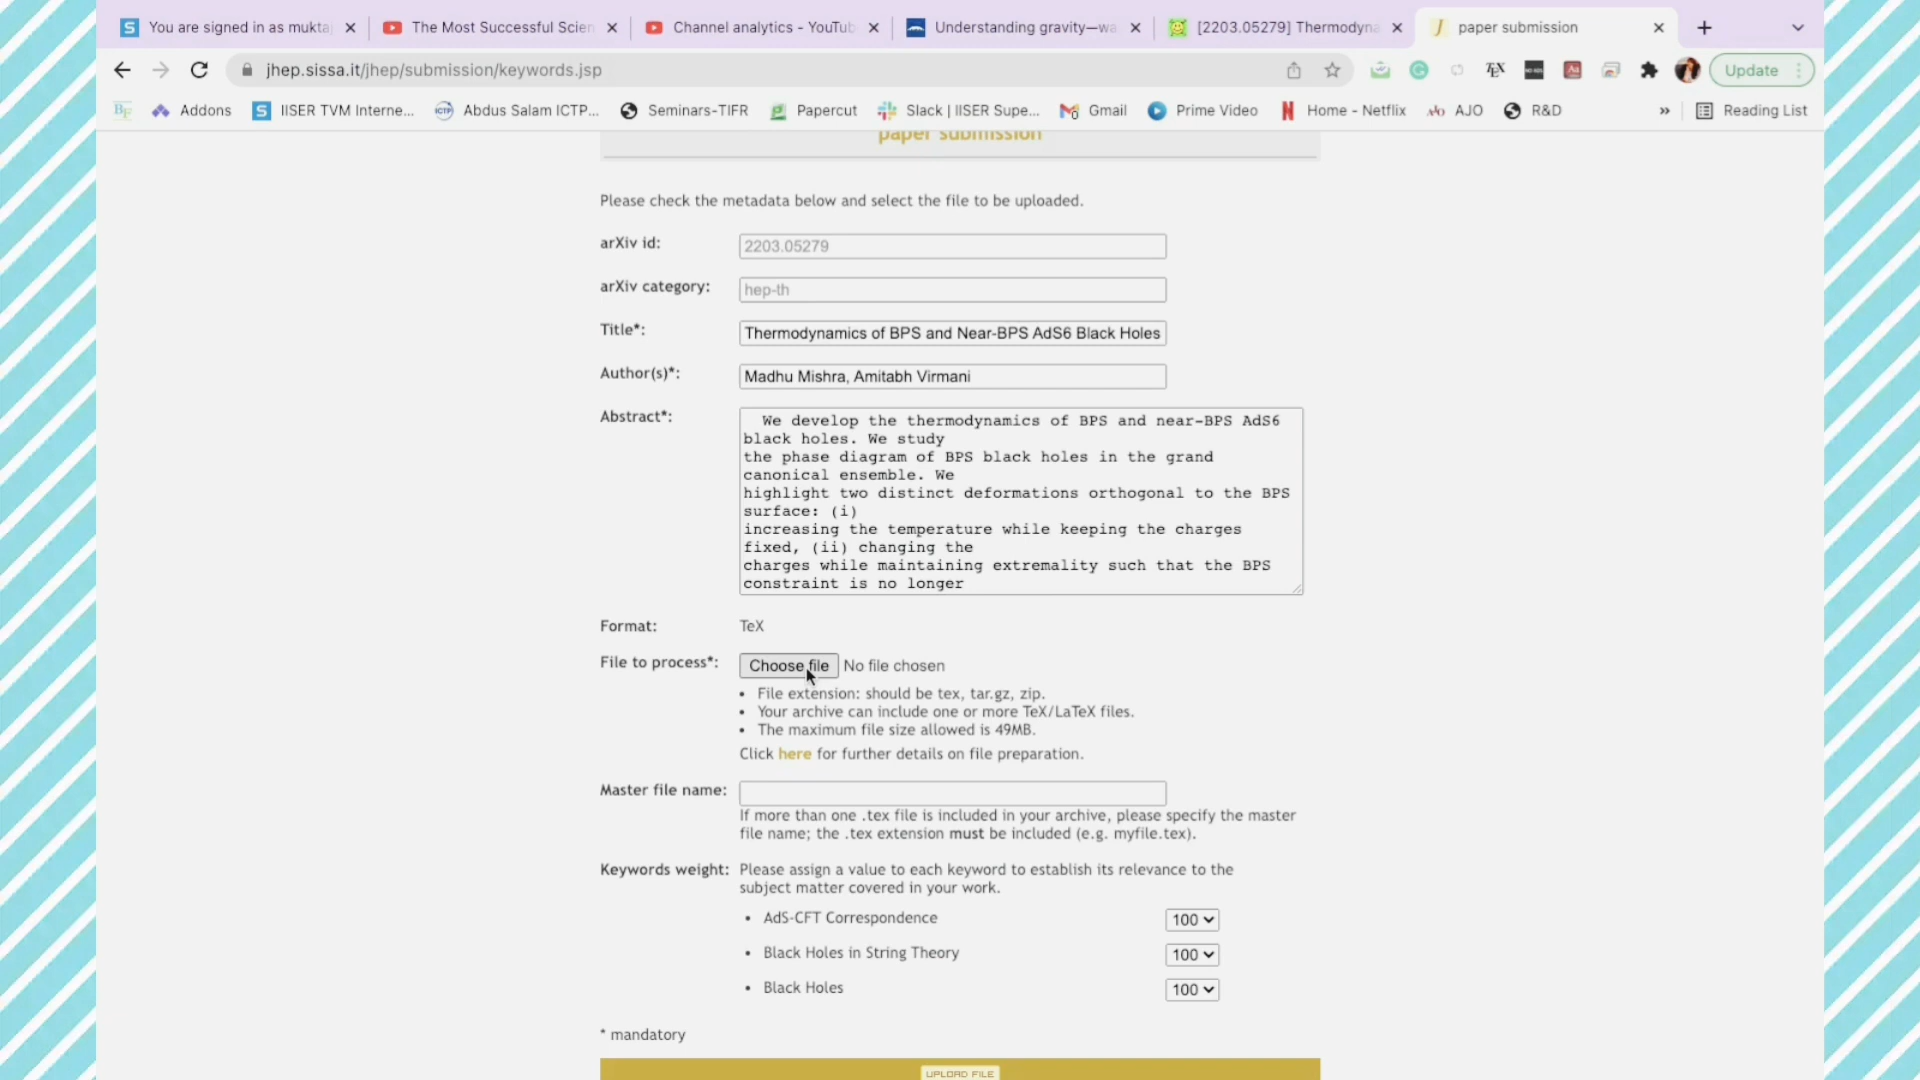 You are signed in as mukta
The Most Successful Scien
Channel analytics - YouTub
Understanding gravity—wa
[2203.05279] Thermodyna
paper submission
jhep.sissa.it/jhep/submission/keywords.jsp
Update
Addons
IISER TVM Interne...
Abdus Salam ICTP...
Seminars-TIFR
Papercut
Slack | IISER Supe...
Gmail
Prime Video
Home - Netflix
AJO
R&D
»
Reading List
paper submission
Please check the metadata below and select the file to be uploaded.
arXiv id: 2203.05279
arXiv category: hep-th
Title*: Thermodynamics of BPS and Near-BPS AdS6 Black Holes
Author(s)*: Madhu Mishra, Amitabh Virmani
Abstract*: We develop the thermodynamics of BPS and near-BPS AdS6
black holes. We study
the phase diagram of BPS black holes in the grand
canonical ensemble. We
highlight two distinct deformations orthogonal to the BPS
surface: (i)
increasing the temperature while keeping the charges
fixed, (ii) changing the
charges while maintaining extremality such that the BPS
constraint is no longer
Format: TeX
File to process*: Choose file No file chosen
• File extension: should be tex, tar.gz, zip.
• Your archive can include one or more TeX/LaTeX files.
• The maximum file size allowed is 49MB.
Click here for further details on file preparation.
Master file name:
If more than one .tex file is included in your archive, please specify the master
file name; the .tex extension must be included (e.g. myfile.tex).
Keywords weight: Please assign a value to each keyword to establish its relevance to the
subject matter covered in your work.
• AdS-CFT Correspondence 100
• Black Holes in String Theory 100
• Black Holes 100
* mandatory
UPLOAD FILE